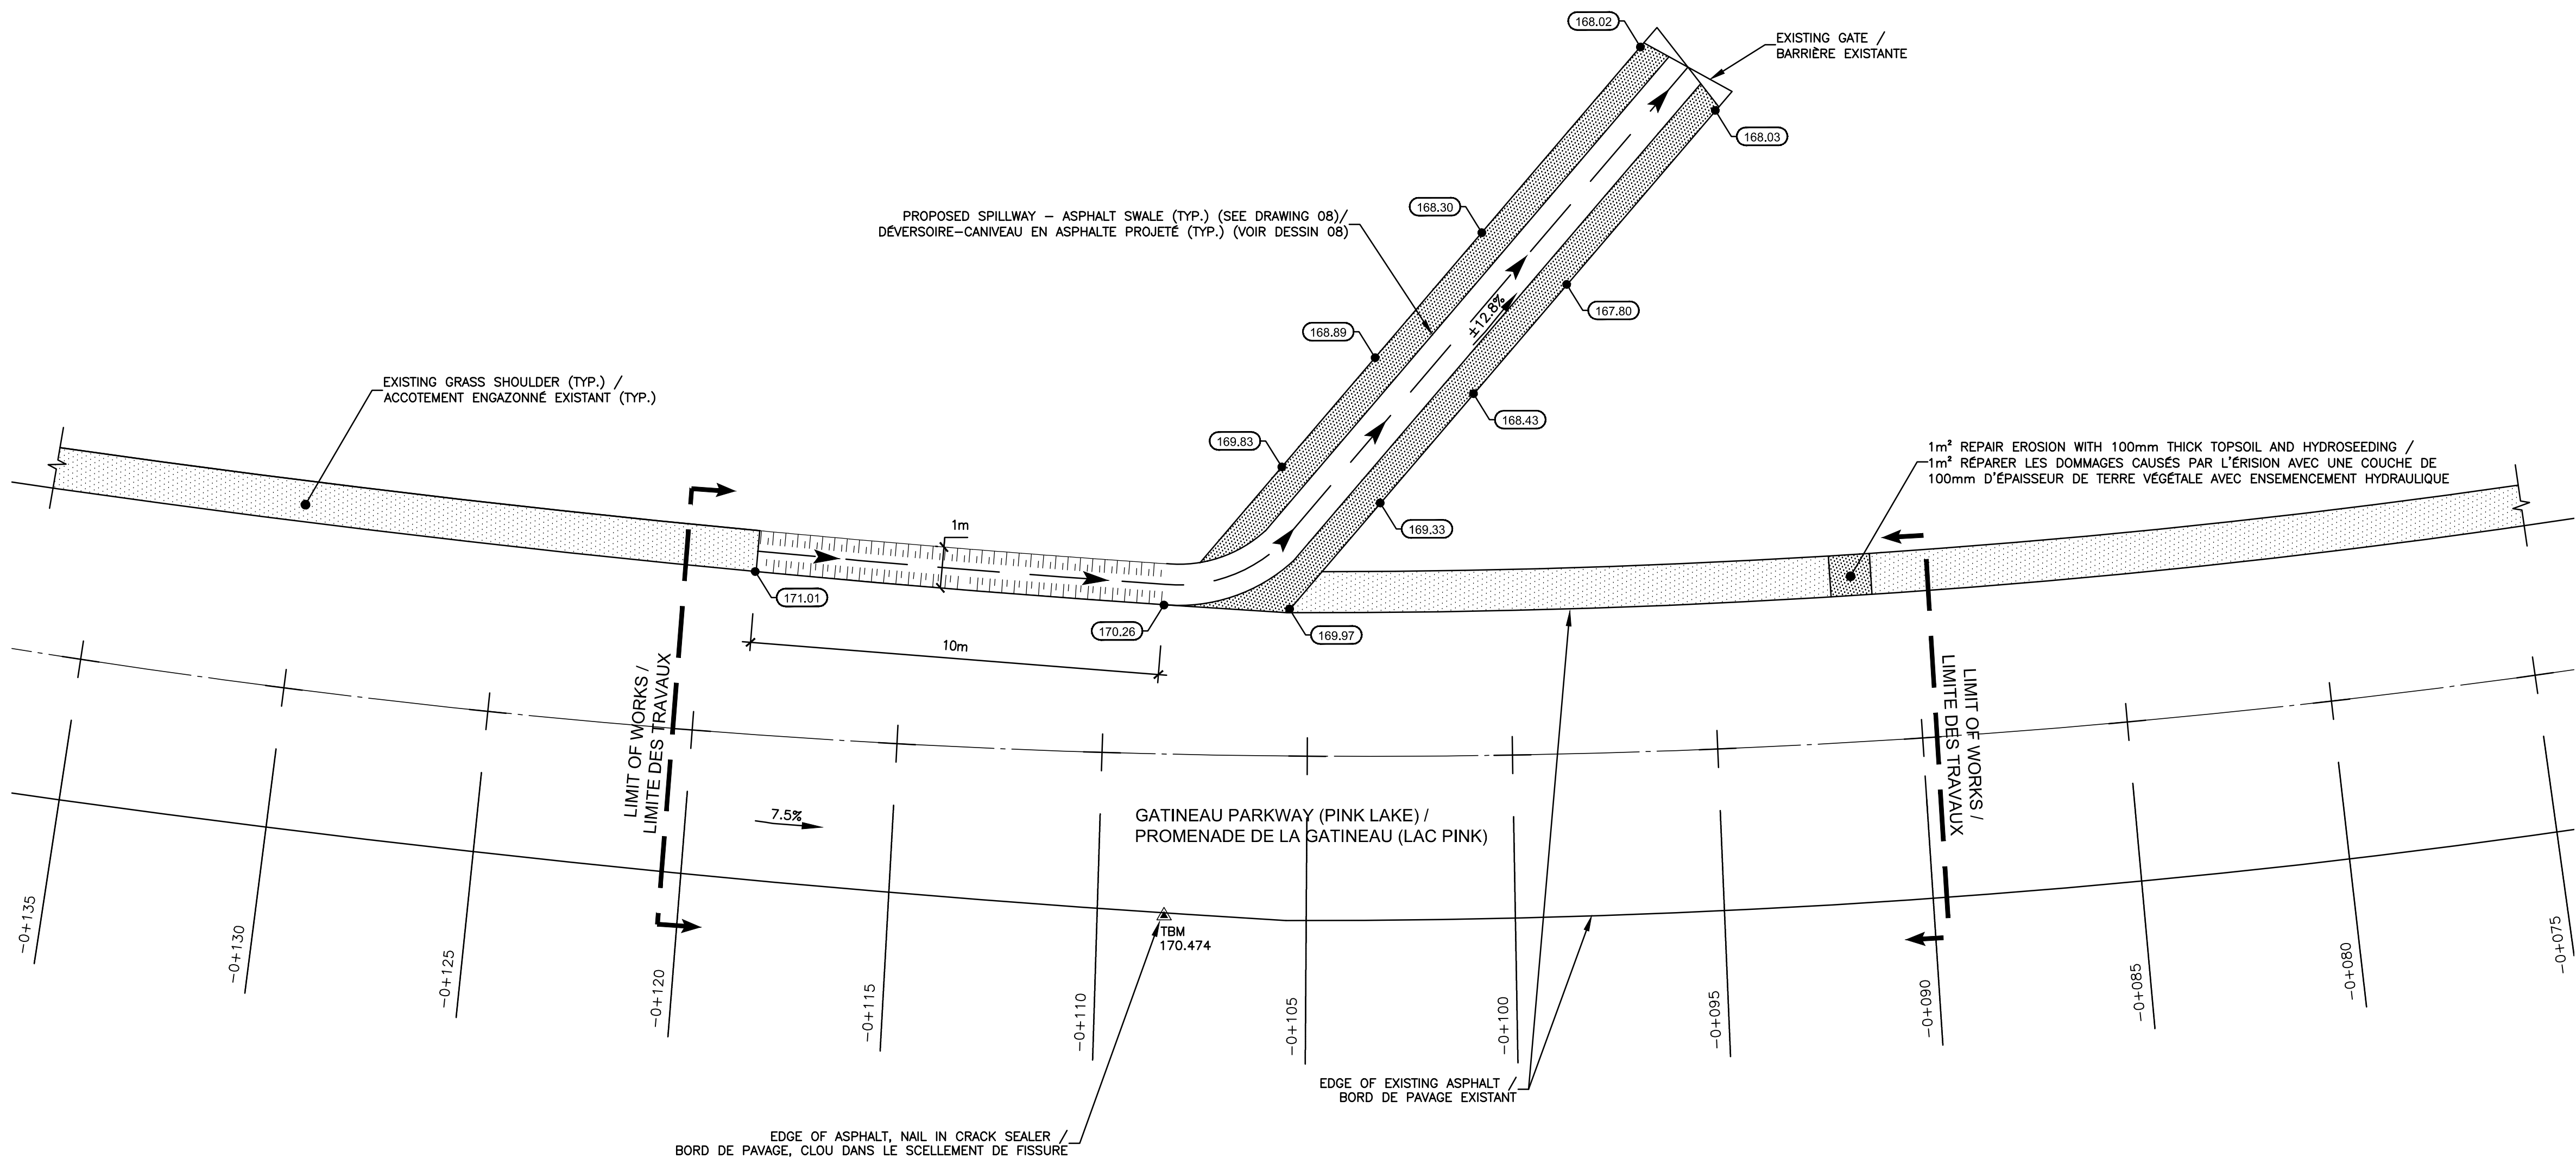 168.02
EXISTING GATE /
BARRIÈRE EXISTANTE
168.03
PROPOSED SPILLWAY – ASPHALT SWALE (TYP.) (SEE DRAWING 08)/
DÉVERSOIRE–CANIVEAU EN ASPHALTE PROJETÉ (TYP.) (VOIR DESSIN 08)
168.30
±12.8%
167.80
168.89
EXISTING GRASS SHOULDER (TYP.) /
ACCOTEMENT ENGAZONNÉ EXISTANT (TYP.)
168.43
169.83
1m² REPAIR EROSION WITH 100mm THICK TOPSOIL AND HYDROSEEDING /
1m² RÉPARER LES DOMMAGES CAUSÉS PAR L'ÉRISION AVEC UNE COUCHE DE
100mm D'ÉPAISSEUR DE TERRE VÉGÉTALE AVEC ENSEMENCEMENT HYDRAULIQUE
1m
169.33
171.01
170.26
169.97
10m
LIMIT OF WORKS /
LIMITE DES TRAVAUX
LIMIT OF WORKS /
LIMITE DES TRAVAUX
7.5%
GATINEAU PARKWAY (PINK LAKE) /
PROMENADE DE LA GATINEAU (LAC PINK)
TBM
170.474
-0+135
-0+130
-0+125
-0+120
-0+115
-0+110
-0+105
-0+100
-0+095
-0+090
-0+085
-0+080
-0+075
EDGE OF EXISTING ASPHALT /
BORD DE PAVAGE EXISTANT
EDGE OF ASPHALT, NAIL IN CRACK SEALER /
BORD DE PAVAGE, CLOU DANS LE SCELLEMENT DE FISSURE